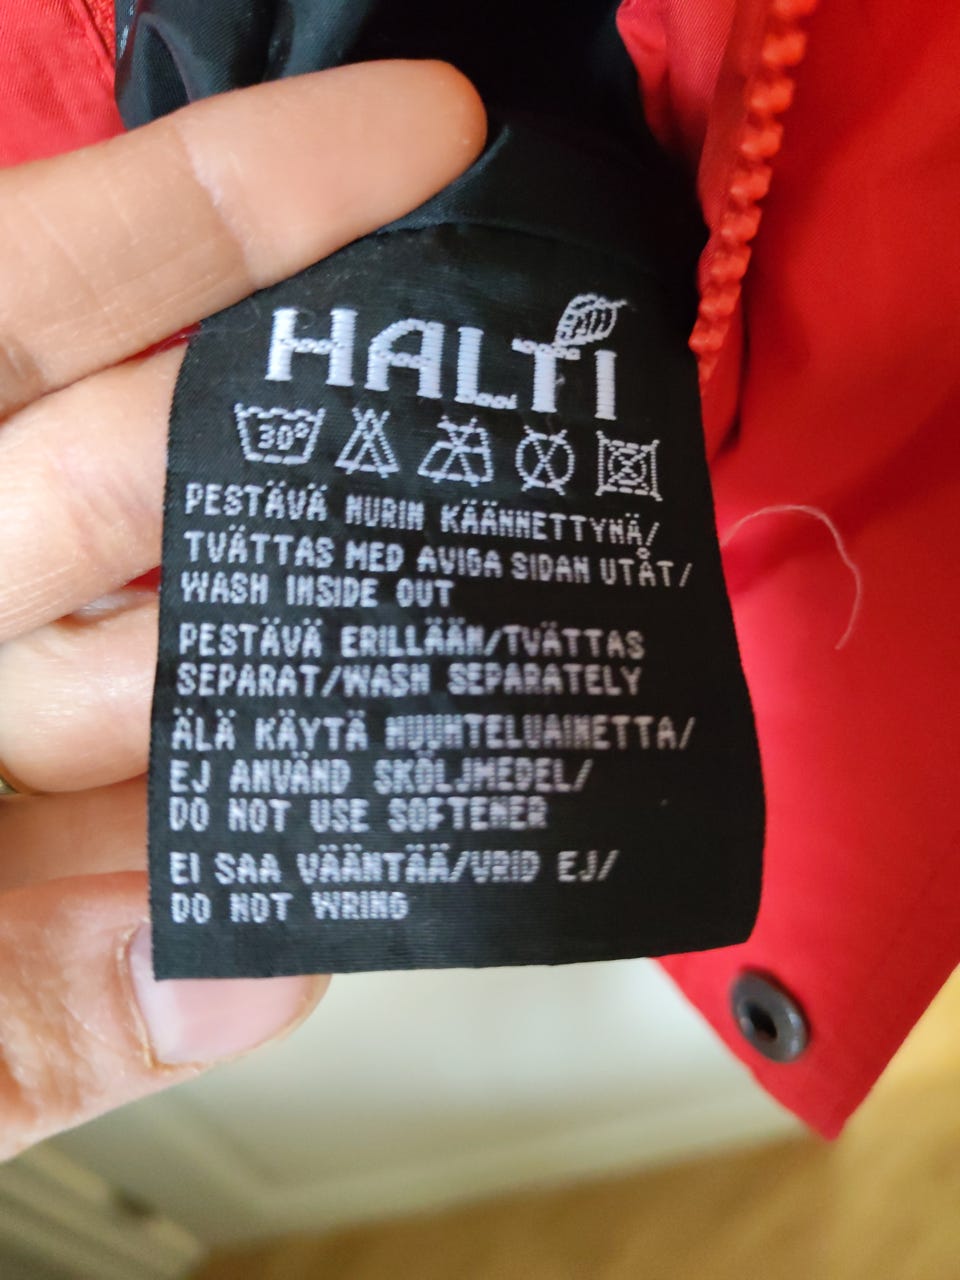 HALTI
30°
PESTÄVÄ NURIN KÄÄNNETTYNÄ/
TVÄTTAS MED AVIGA SIDAN UTÅT/
WASH INSIDE OUT
PESTÄVÄ ERILLÄÄN/TVÄTTAS
SEPARAT/WASH SEPARATELY
ÄLÄ KÄYTÄ HUUHTELUAINETTA/
EJ ANVÄND SKÖLJMEDEL/
DO NOT USE SOFTENER
EI SAA VÄÄNTÄÄ/VRID EJ/
DO NOT WRING